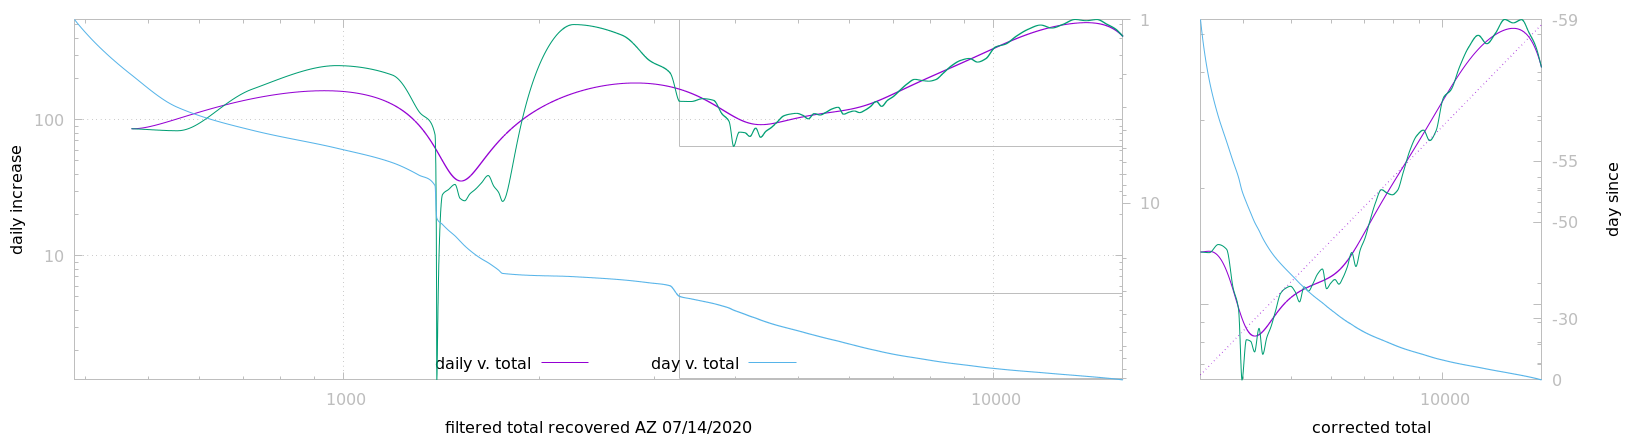 1
-59
100
-55
daily increase
10
-50
day since
10
-30
daily v. total
day v. total
0
1000
10000
10000
filtered total recovered AZ 07/14/2020
corrected total